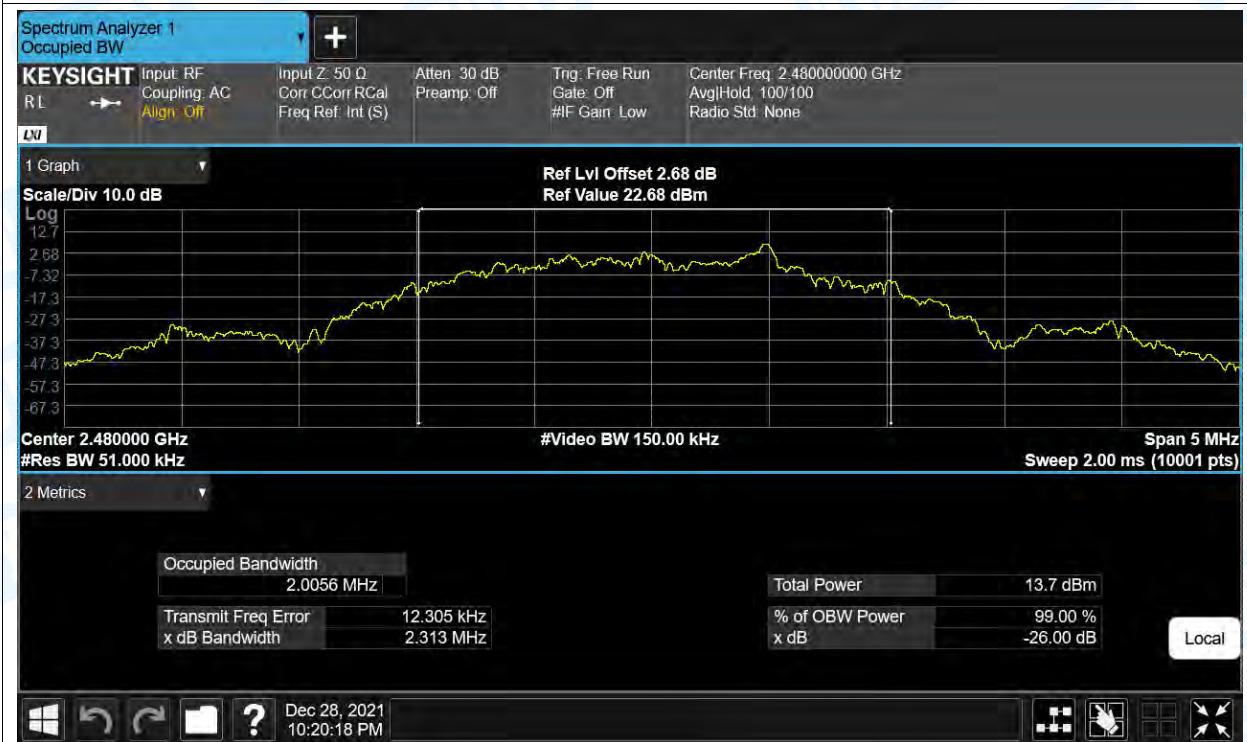 Spectrum Analyzer 1
Occupied BW
KEYSIGHT
R L
LXI
Input: RF
Coupling: AC
Align: Off
Input Z: 50 Ω
Corr CCorr RCal
Freq Ref: Int (S)
Atten: 30 dB
Preamp: Off
Trig: Free Run
Gate: Off
#IF Gain: Low
Center Freq: 2.480000000 GHz
Avg|Hold: 100/100
Radio Std: None
1 Graph
Scale/Div 10.0 dB
Ref Lvl Offset 2.68 dB
Ref Value 22.68 dBm
Log
12.7
2.68
-7.32
-17.3
-27.3
-37.3
-47.3
-57.3
-67.3
Center 2.480000 GHz
#Res BW 51.000 kHz
#Video BW 150.00 kHz
Span 5 MHz
Sweep 2.00 ms (10001 pts)
2 Metrics
Occupied Bandwidth
2.0056 MHz
Transmit Freq Error 12.305 kHz
x dB Bandwidth 2.313 MHz
Total Power 13.7 dBm
% of OBW Power 99.00 %
x dB -26.00 dB
Local
?
Dec 28, 2021
10:20:18 PM